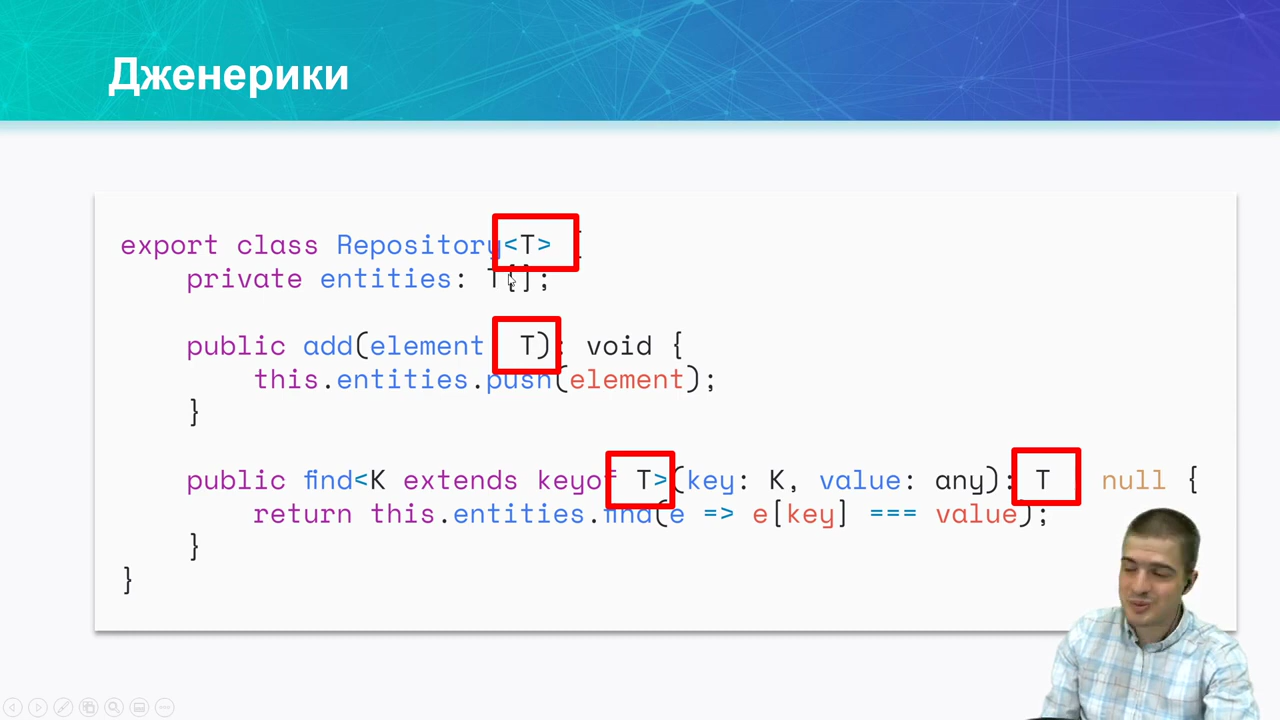 Дженерики
export class Repository<T> {
private entities: T[];
public add(element T): void {
this.entities.push(element);
}
public find<K extends keyof T>(key: K, value: any): T null {
return this.entities.find(e => e[key] === value);
}
}